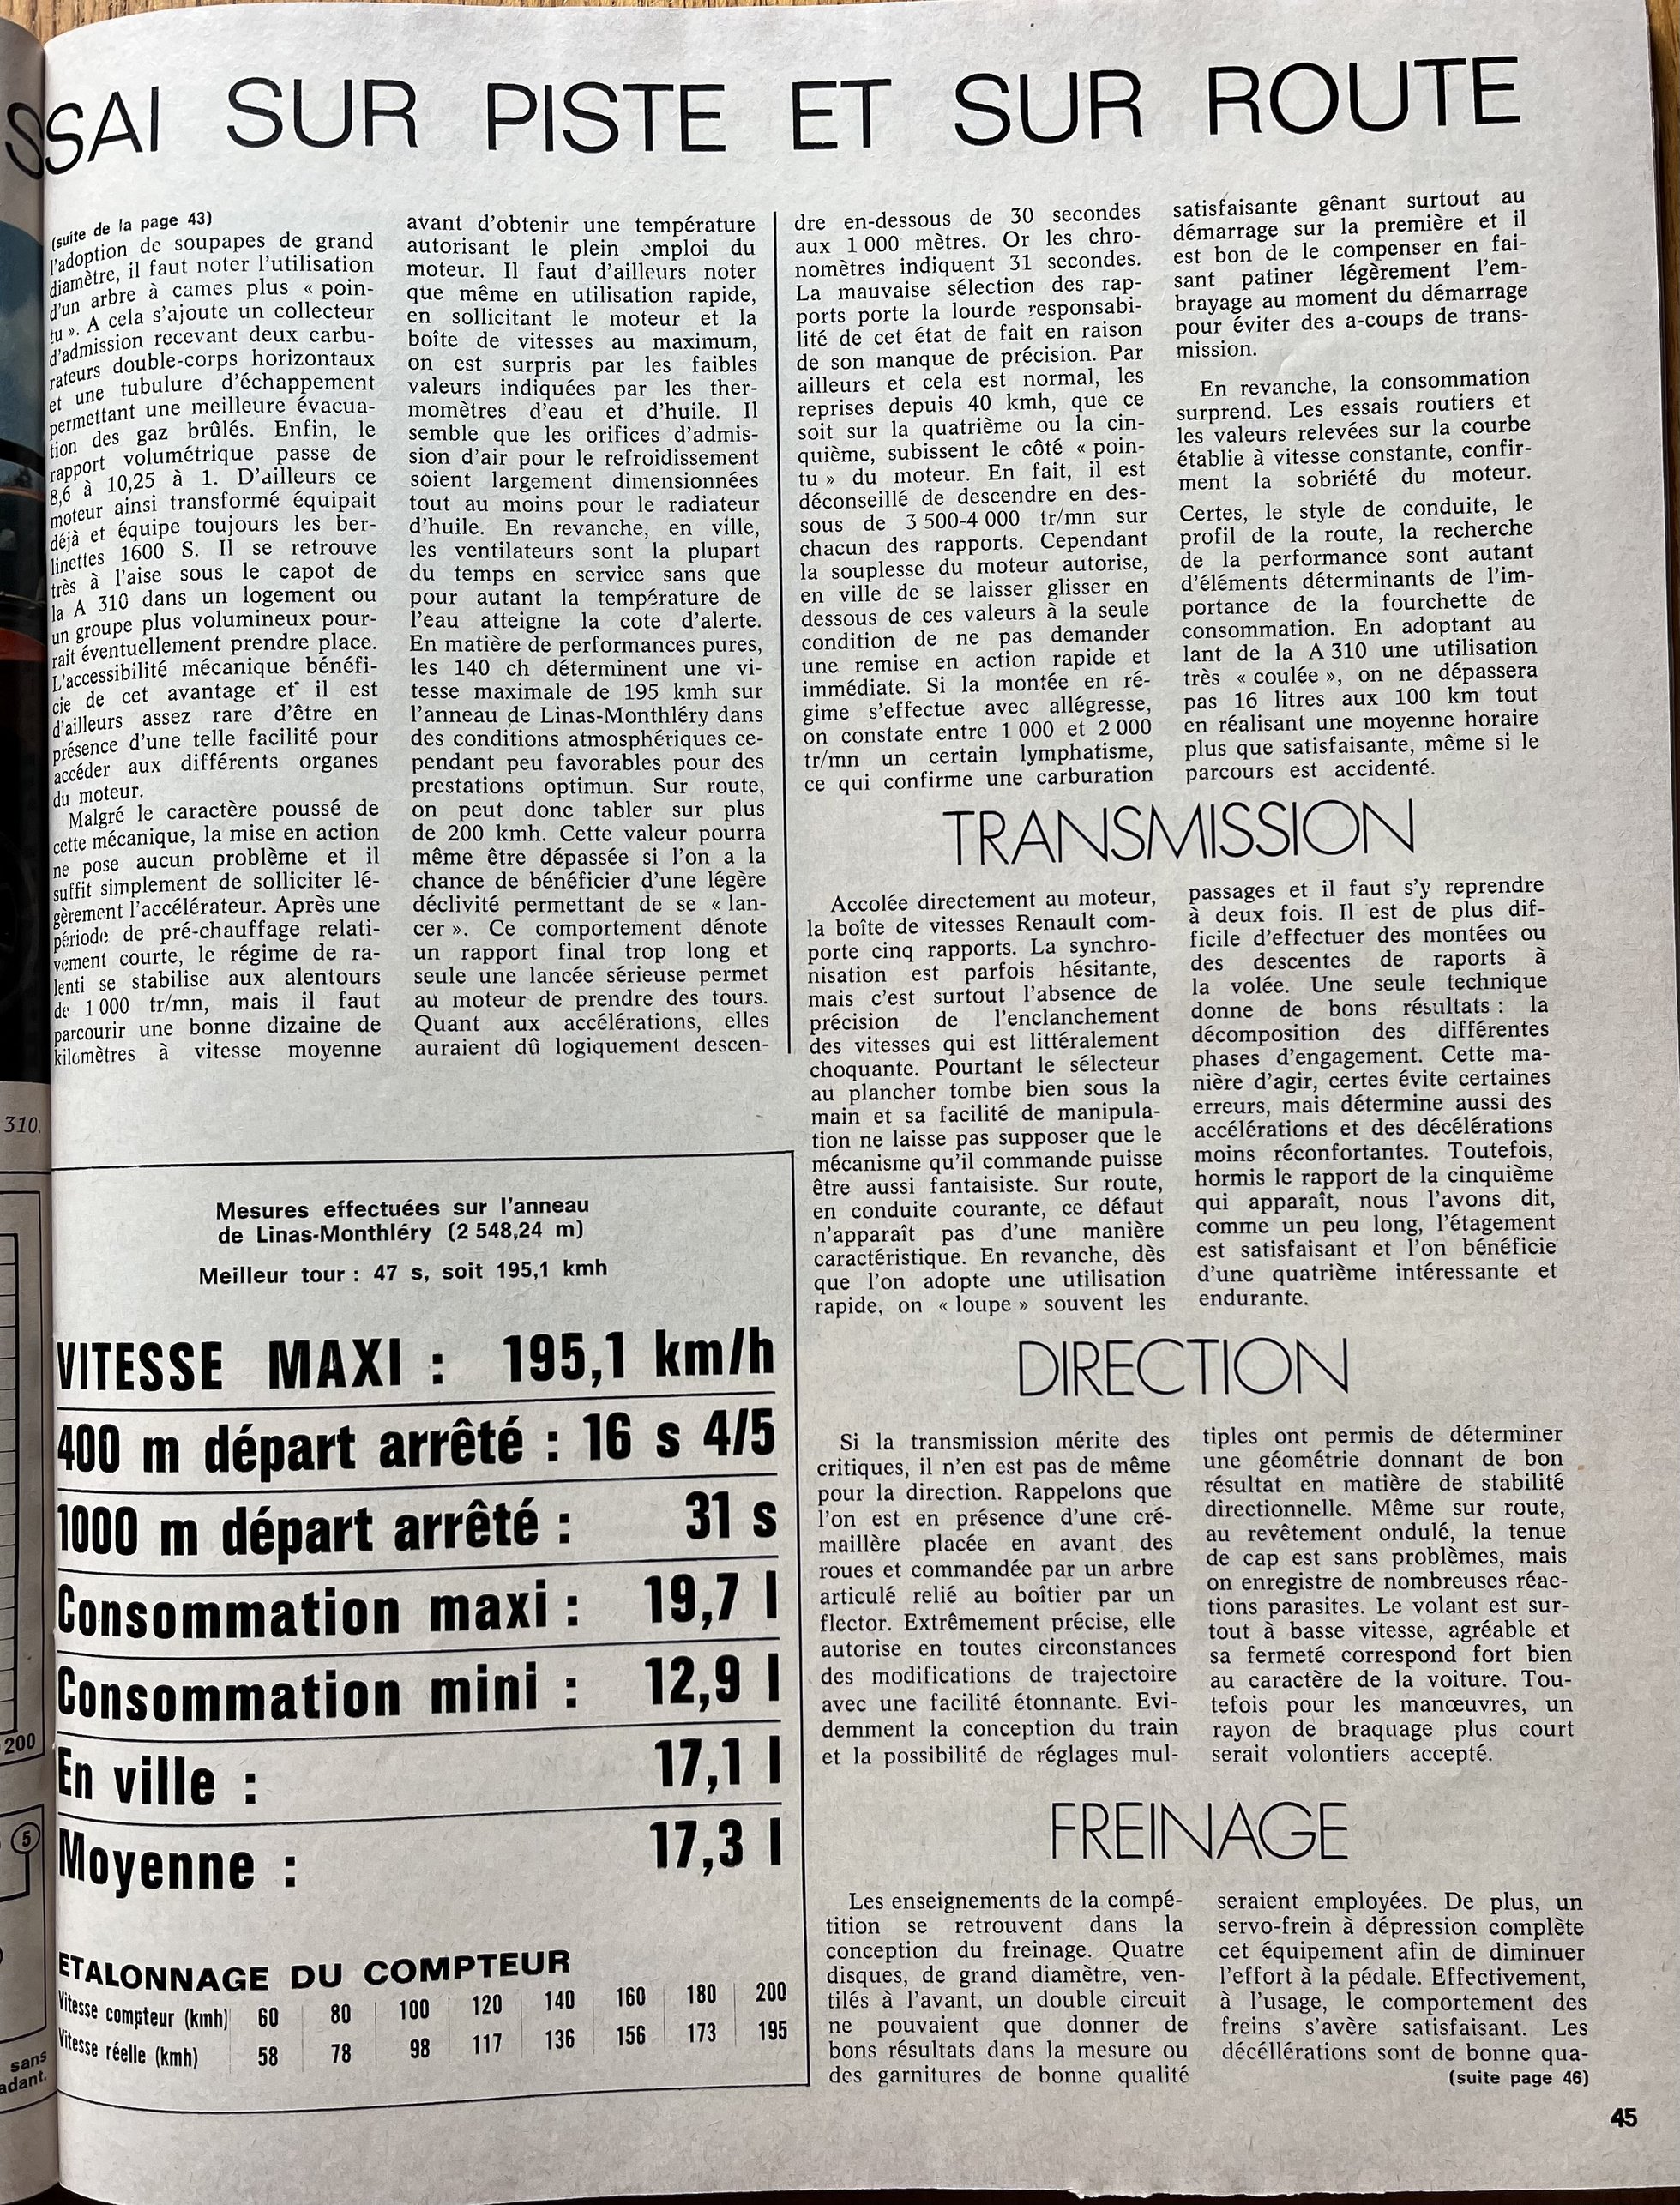 SSAI SUR PISTE ET SUR ROUTE
(suite de la page 43)
l'adoption de soupapes de grand
diamètre, il faut noter l'utilisation
d'un arbre à cames plus « poin-
tu ». A cela s'ajoute un collecteur
d'admission recevant deux carbu-
rateurs double-corps horizontaux
et une tubulure d'échappement
permettant une meilleure évacua-
tion des gaz brûlés. Enfin, le
rapport volumétrique passe de
8,6 à 10,25 à 1. D'ailleurs ce
moteur ainsi transformé équipait
déjà et équipe toujours les ber-
linettes 1600 S. Il se retrouve
très à l'aise sous le capot de
la A 310 dans un logement ou
un groupe plus volumineux pour-
rait éventuellement prendre place.
L'accessibilité mécanique bénéfi-
cie de cet avantage et il est
d'ailleurs assez rare d'être en
présence d'une telle facilité pour
accéder aux différents organes
du moteur.
Malgré le caractère poussé de
cette mécanique, la mise en action
ne pose aucun problème et il
suffit simplement de solliciter lé-
gèrement l'accélérateur. Après une
période de pré-chauffage relati-
vement courte, le régime de ra-
lenti se stabilise aux alentours
de 1 000 tr/mn, mais il faut
parcourir une bonne dizaine de
kilomètres à vitesse moyenne
avant d'obtenir une température
autorisant le plein emploi du
moteur. Il faut d'ailleurs noter
que même en utilisation rapide,
en sollicitant le moteur et la
boîte de vitesses au maximum,
on est surpris par les faibles
valeurs indiquées par les ther-
momètres d'eau et d'huile. Il
semble que les orifices d'admis-
sion d'air pour le refroidissement
soient largement dimensionnées
tout au moins pour le radiateur
d'huile. En revanche, en ville,
les ventilateurs sont la plupart
du temps en service sans que
pour autant la température de
l'eau atteigne la cote d'alerte.
En matière de performances pures,
les 140 ch déterminent une vi-
tesse maximale de 195 kmh sur
l'anneau de Linas-Monthléry dans
des conditions atmosphériques ce-
pendant peu favorables pour des
prestations optimun. Sur route,
on peut donc tabler sur plus
de 200 kmh. Cette valeur pourra
même être dépassée si l'on a la
chance de bénéficier d'une légère
déclivité permettant de se « lan-
cer ». Ce comportement dénote
un rapport final trop long et
seule une lancée sérieuse permet
au moteur de prendre des tours.
Quant aux accélérations, elles
auraient dû logiquement descen-
dre en-dessous de 30 secondes
aux 1 000 mètres. Or les chro-
nomètres indiquent 31 secondes.
La mauvaise sélection des rap-
ports porte la lourde responsabi-
lité de cet état de fait en raison
de son manque de précision. Par
ailleurs et cela est normal, les
reprises depuis 40 kmh, que ce
soit sur la quatrième ou la cin-
quième, subissent le côté « poin-
tu » du moteur. En fait, il est
déconseillé de descendre en des-
sous de 3 500-4 000 tr/mn sur
chacun des rapports. Cependant
la souplesse du moteur autorise,
en ville de se laisser glisser en
dessous de ces valeurs à la seule
condition de ne pas demander
une remise en action rapide et
immédiate. Si la montée en ré-
gime s'effectue avec allégresse,
on constate entre 1 000 et 2 000
tr/mn un certain lymphatisme,
ce qui confirme une carburation
satisfaisante gênant surtout au
démarrage sur la première et il
est bon de le compenser en fai-
sant patiner légèrement l'em-
brayage au moment du démarrage
pour éviter des a-coups de trans-
mission.
En revanche, la consommation
surprend. Les essais routiers et
les valeurs relevées sur la courbe
établie à vitesse constante, confir-
ment la sobriété du moteur.
Certes, le style de conduite, le
profil de la route, la recherche
de la performance sont autant
d'éléments déterminants de l'im-
portance de la fourchette de
consommation. En adoptant au
lant de la A 310 une utilisation
très « coulée », on ne dépassera
pas 16 litres aux 100 km tout
en réalisant une moyenne horaire
plus que satisfaisante, même si le
parcours est accidenté.
TRANSMISSION
Accolée directement au moteur,
la boîte de vitesses Renault com-
porte cinq rapports. La synchro-
nisation est parfois hésitante,
mais c'est surtout l'absence de
précision de l'enclanchement
des vitesses qui est littéralement
choquante. Pourtant le sélecteur
au plancher tombe bien sous la
main et sa facilité de manipula-
tion ne laisse pas supposer que le
mécanisme qu'il commande puisse
être aussi fantaisiste. Sur route,
en conduite courante, ce défaut
n'apparaît pas d'une manière
caractéristique. En revanche, dès
que l'on adopte une utilisation
rapide, on « loupe » souvent les
passages et il faut s'y reprendre
à deux fois. Il est de plus dif-
ficile d'effectuer des montées ou
des descentes de raports à
la volée. Une seule technique
donne de bons résultats : la
décomposition des différentes
phases d'engagement. Cette ma-
nière d'agir, certes évite certaines
erreurs, mais détermine aussi des
accélérations et des décélérations
moins réconfortantes. Toutefois,
hormis le rapport de la cinquième
qui apparaît, nous l'avons dit,
comme un peu long, l'étagement
est satisfaisant et l'on bénéficie
d'une quatrième intéressante et
endurante.
DIRECTION
Si la transmission mérite des
critiques, il n'en est pas de même
pour la direction. Rappelons que
l'on est en présence d'une cré-
maillère placée en avant des
roues et commandée par un arbre
articulé relié au boîtier par un
flector. Extrêmement précise, elle
autorise en toutes circonstances
des modifications de trajectoire
avec une facilité étonnante. Evi-
demment la conception du train
et la possibilité de réglages mul-
tiples ont permis de déterminer
une géométrie donnant de bon
résultat en matière de stabilité
directionnelle. Même sur route,
au revêtement ondulé, la tenue
de cap est sans problèmes, mais
on enregistre de nombreuses réac-
tions parasites. Le volant est sur-
tout à basse vitesse, agréable et
sa fermeté correspond fort bien
au caractère de la voiture. Tou-
tefois pour les manœuvres, un
rayon de braquage plus court
serait volontiers accepté.
FREINAGE
Les enseignements de la compé-
tition se retrouvent dans la
conception du freinage. Quatre
disques, de grand diamètre, ven-
tilés à l'avant, un double circuit
ne pouvaient que donner de
bons résultats dans la mesure ou
des garnitures de bonne qualité
seraient employées. De plus, un
servo-frein à dépression complète
cet équipement afin de diminuer
l'effort à la pédale. Effectivement,
à l'usage, le comportement des
freins s'avère satisfaisant. Les
décéllérations sont de bonne qua-
(suite page 46)
Mesures effectuées sur l'anneau
de Linas-Monthléry (2 548,24 m)
Meilleur tour : 47 s, soit 195,1 kmh
VITESSE MAXI : 195,1 km/h
400 m départ arrêté : 16 s 4/5
1000 m départ arrêté : 31 s
Consommation maxi : 19,7 l
Consommation mini : 12,9 l
En ville : 17,1 l
Moyenne : 17,3 l
ETALONNAGE DU COMPTEUR
Vitesse compteur (kmh) 60 80 100 120 140 160 180 200
Vitesse réelle (kmh) 58 78 98 117 136 156 173 195
45
310.
200
5
sans